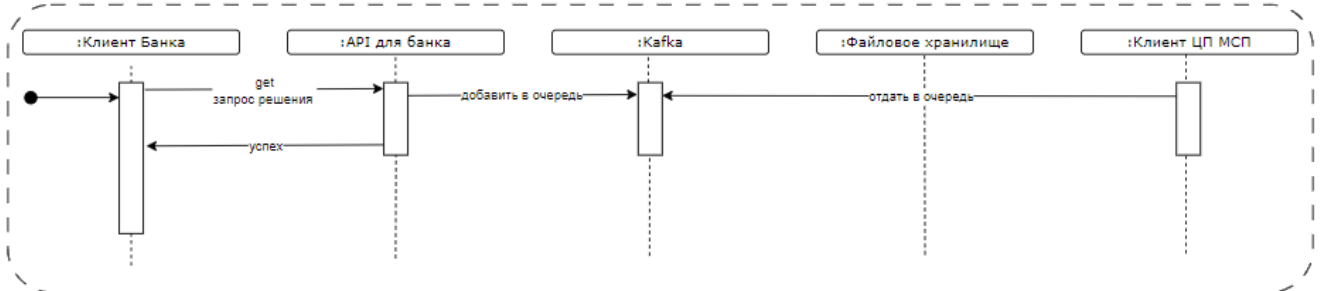 :Клиент Банка
:API для банка
:Kafka
:Файловое хранилище
:Клиент ЦП МСП
get
запрос решения
добавить в очередь
отдать в очередь
успех